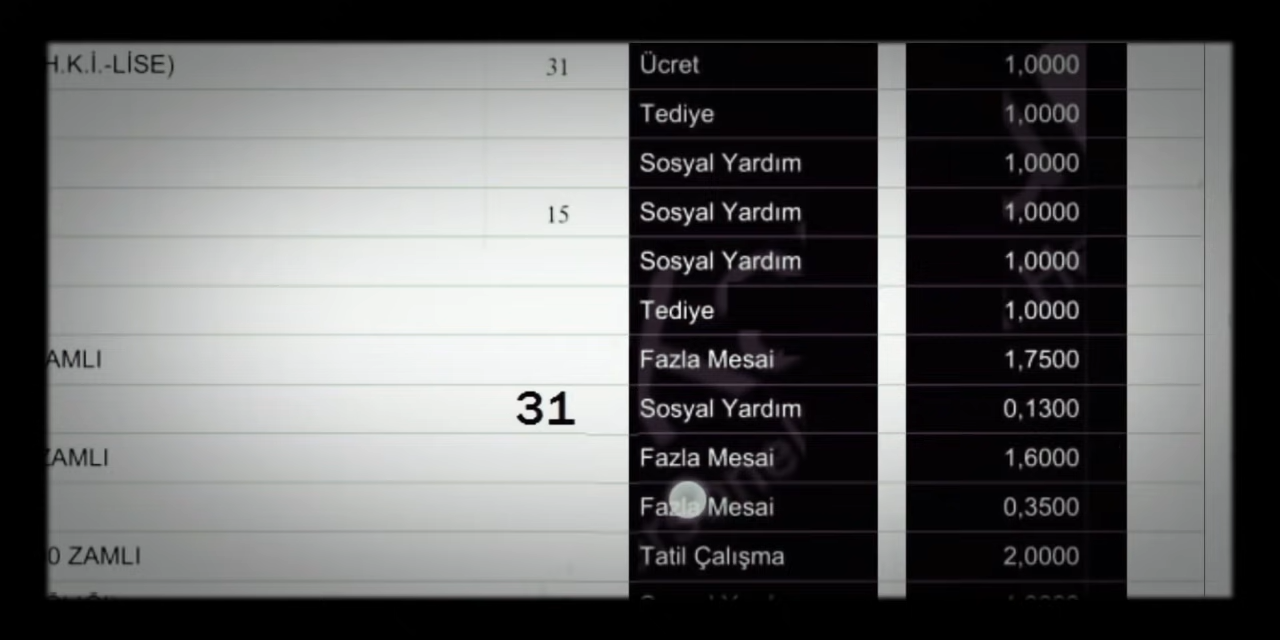 H.K.İ.-LİSE) 31 Ücret 1,0000
Tediye 1,0000
Sosyal Yardım 1,0000
15 Sosyal Yardım 1,0000
Sosyal Yardım 1,0000
Tediye 1,0000
AMLI Fazla Mesai 1,7500
31 Sosyal Yardım 0,1300
ZAMLI Fazla Mesai 1,6000
Fazla Mesai 0,3500
0 ZAMLI Tatil Çalışma 2,0000